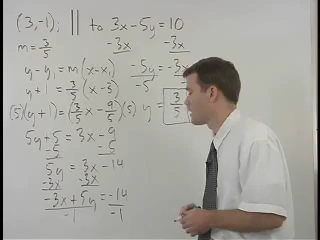 (3,-1); || to 3x-5y=10
-3x -3x
m=3/5
-5y=-3x
-5 -5
y-y₁=m(x-x₁)
y+1=3/5(x-3)
y=3/5
(5)(y+1)=(3/5x-9/5)(5)
5y+5=3x-9
-5 -5
5y=3x-14
-3x -3x
-3x+5y=-14
-1 -1